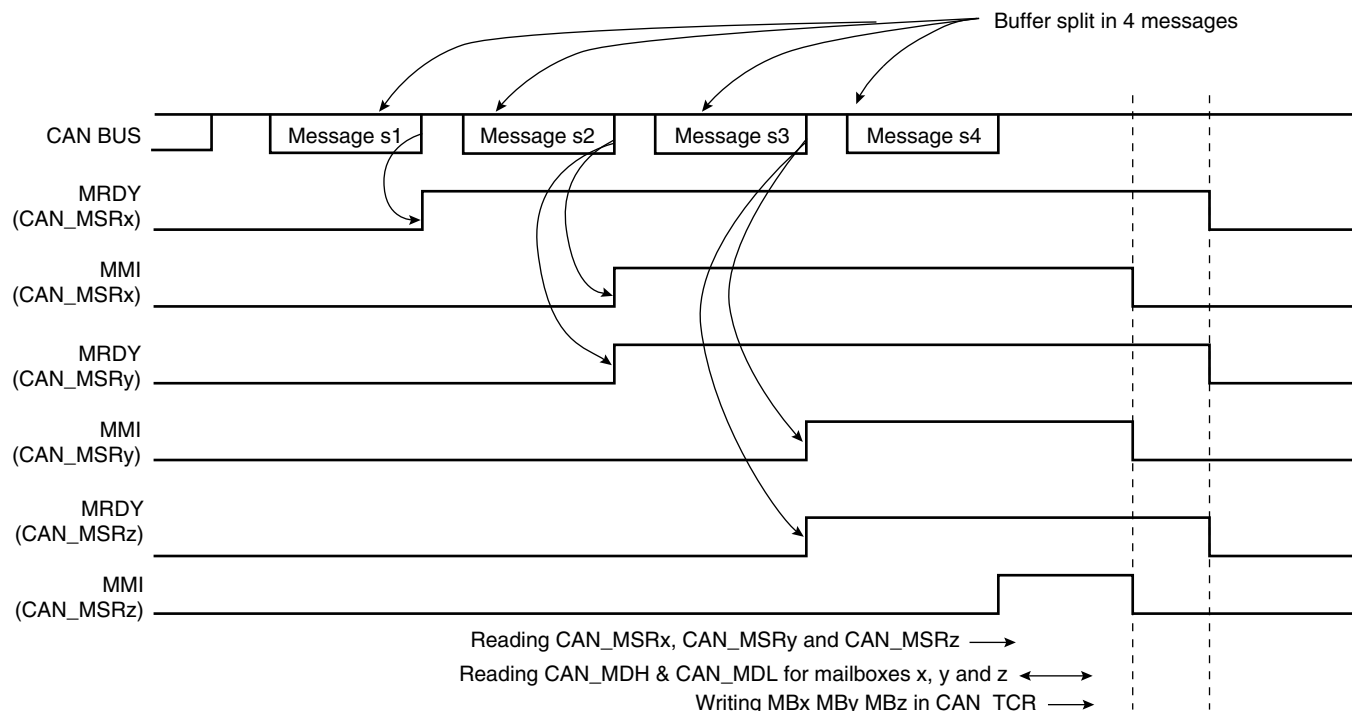 Buffer split in 4 messages
CAN BUS
Message s1
Message s2
Message s3
Message s4
MRDY
(CAN_MSRx)
MMI
(CAN_MSRx)
MRDY
(CAN_MSRy)
MMI
(CAN_MSRy)
MRDY
(CAN_MSRz)
MMI
(CAN_MSRz)
Reading CAN_MSRx, CAN_MSRy and CAN_MSRz
Reading CAN_MDH & CAN_MDL for mailboxes x, y and z
Writing MBx MBy MBz in CAN_TCR